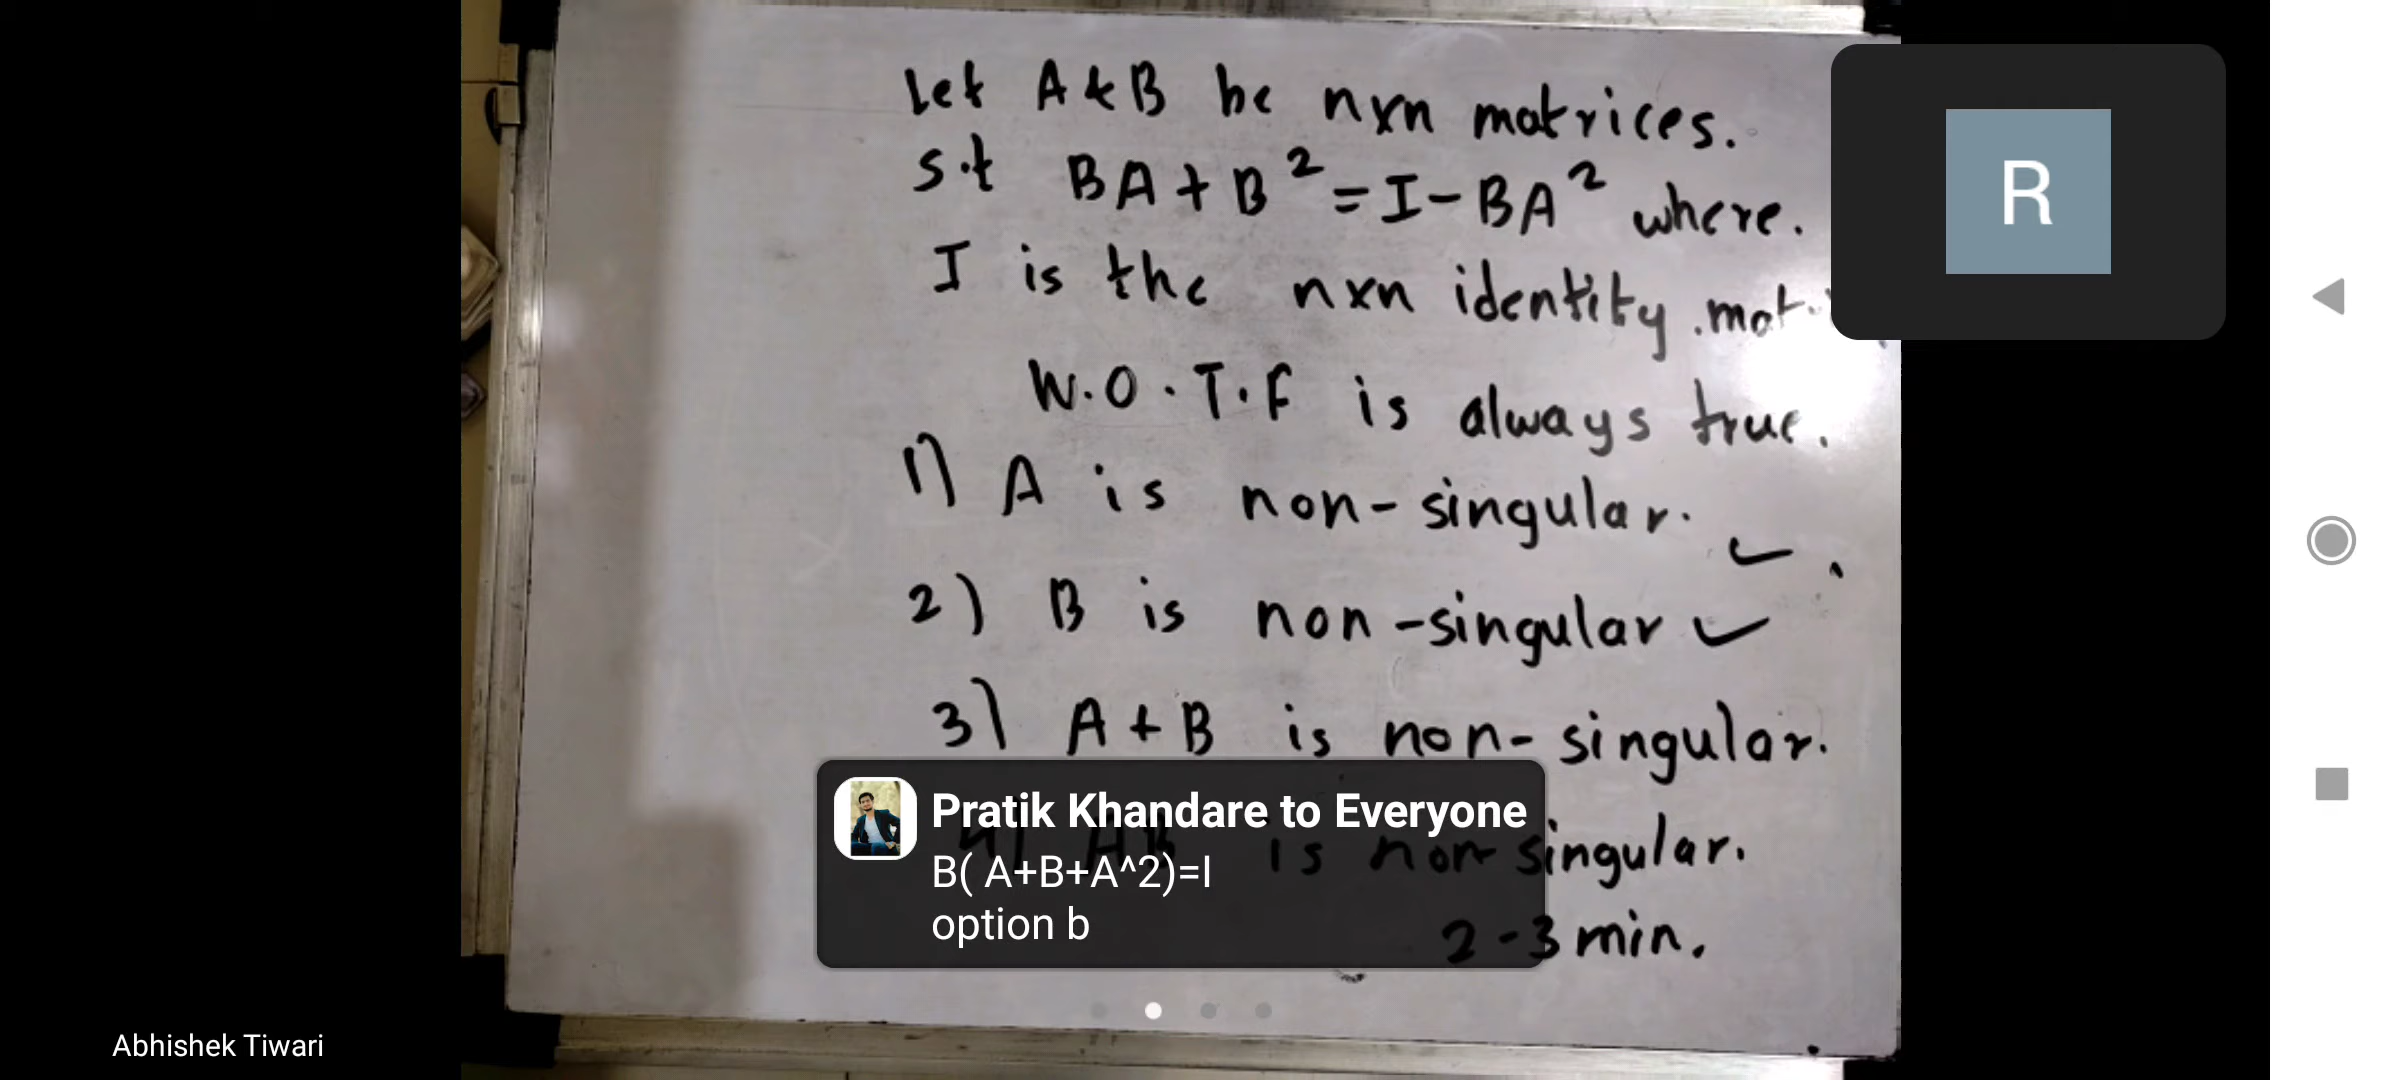 Let A & B be nxn matrices.
s.t BA + B² = I - BA² where.
I is the nxn identity
W.O.T.F is always true.
1) A is non-singular.
2) B is non-singular
3) A + B is non-singular.
4) AB is non singular.
2-3 min.
R
Pratik Khandare to Everyone
B( A+B+A^2)=I
option b
Abhishek Tiwari